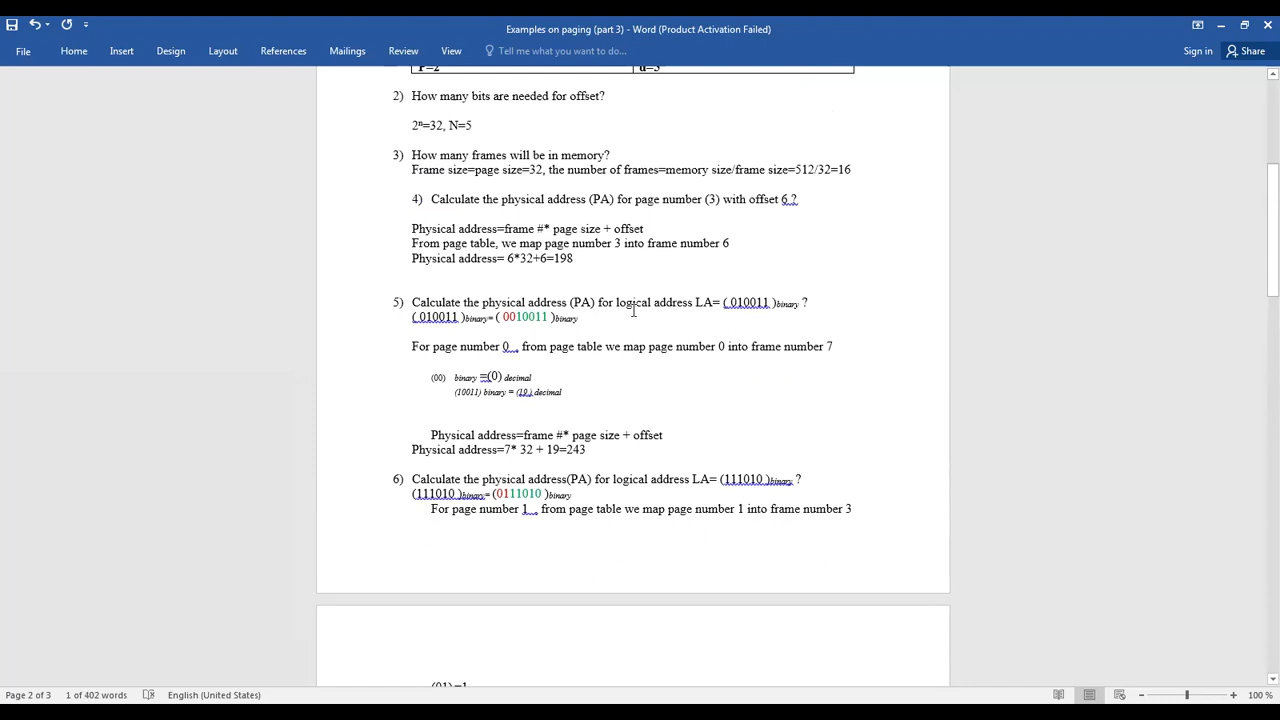 Examples on paging (part 3) - Word (Product Activation Failed)
File Home Insert Design Layout References Mailings Review View Tell me what you want to do... Sign in Share
P=2 d=5
2) How many bits are needed for offset?
2ⁿ=32, N=5
3) How many frames will be in memory?
Frame size=page size=32, the number of frames=memory size/frame size=512/32=16
4) Calculate the physical address (PA) for page number (3) with offset 6 ?
Physical address=frame #* page size + offset
From page table, we map page number 3 into frame number 6
Physical address= 6*32+6=198
5) Calculate the physical address (PA) for logical address LA= ( 010011 )binary ?
( 010011 )binary= ( 0010011 )binary
For page number 0 , from page table we map page number 0 into frame number 7
(00) binary =(0) decimal
(10011) binary = (19 ) decimal
Physical address=frame #* page size + offset
Physical address=7* 32 + 19=243
6) Calculate the physical address(PA) for logical address LA= (111010 )binary ?
(111010 )binary= (0111010 )binary
For page number 1 , from page table we map page number 1 into frame number 3
(01)=1
Page 2 of 3 1 of 402 words English (United States) 100 %